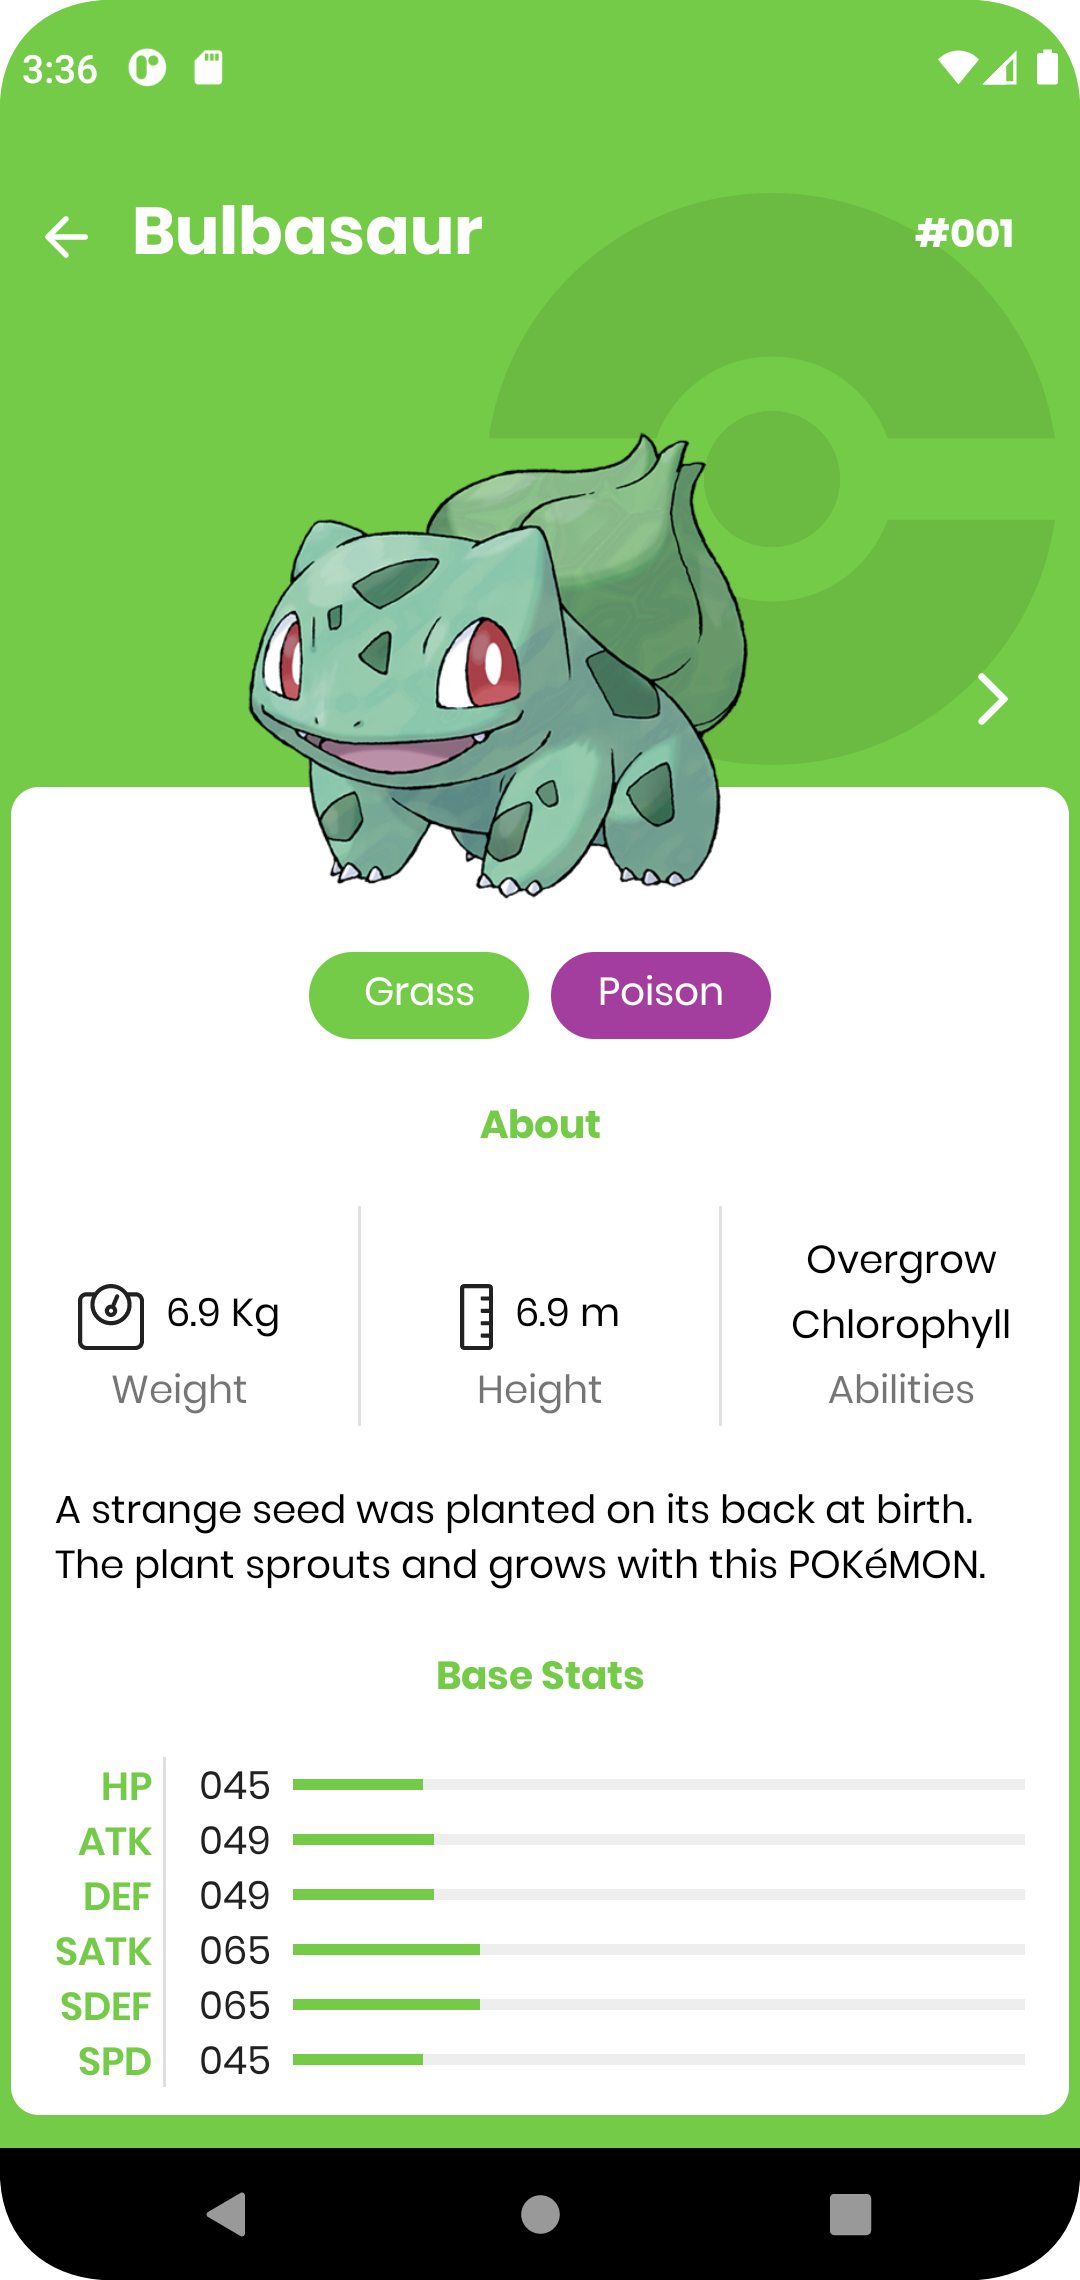 3:36
Bulbasaur
#001
Grass
Poison
About
6.9 Kg
Weight
6.9 m
Height
Overgrow
Chlorophyll
Abilities
A strange seed was planted on its back at birth.
The plant sprouts and grows with this POKéMON.
Base Stats
HP 045
ATK 049
DEF 049
SATK 065
SDEF 065
SPD 045